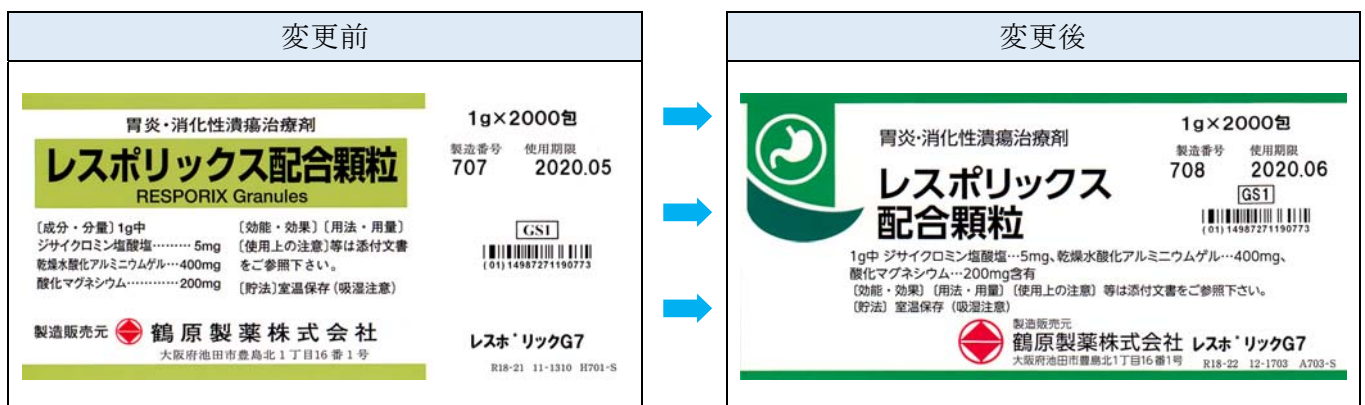 変更前
胃炎・消化性潰瘍治療剤
レスポリックス配合顆粒
RESPORIX Granules
〔成分・分量〕1g中
ジサイクロミン塩酸塩………5mg
乾燥水酸化アルミニウムゲル…400mg
酸化マグネシウム…………200mg
〔効能・効果〕〔用法・用量〕
〔使用上の注意〕等は添付文書
をご参照下さい。
〔貯法〕室温保存(吸湿注意)
製造販売元 鶴原製薬株式会社
大阪府池田市豊島北1丁目16番1号
1g×2000包
製造番号 使用期限
707 2020.05
GS1
(01)14987271190773
レスポリックG7
R18-21 11-1310 H701-S
変更後
胃炎・消化性潰瘍治療剤
レスポリックス
配合顆粒
1g×2000包
製造番号 使用期限
708 2020.06
GS1
(01)14987271190773
1g中 ジサイクロミン塩酸塩…5mg、乾燥水酸化アルミニウムゲル…400mg、
酸化マグネシウム…200mg含有
〔効能・効果〕〔用法・用量〕〔使用上の注意〕等は添付文書をご参照下さい。
〔貯法〕室温保存(吸湿注意)
製造販売元
鶴原製薬株式会社
大阪府池田市豊島北1丁目16番1号
レスポリックG7
R18-22 12-1703 A703-S